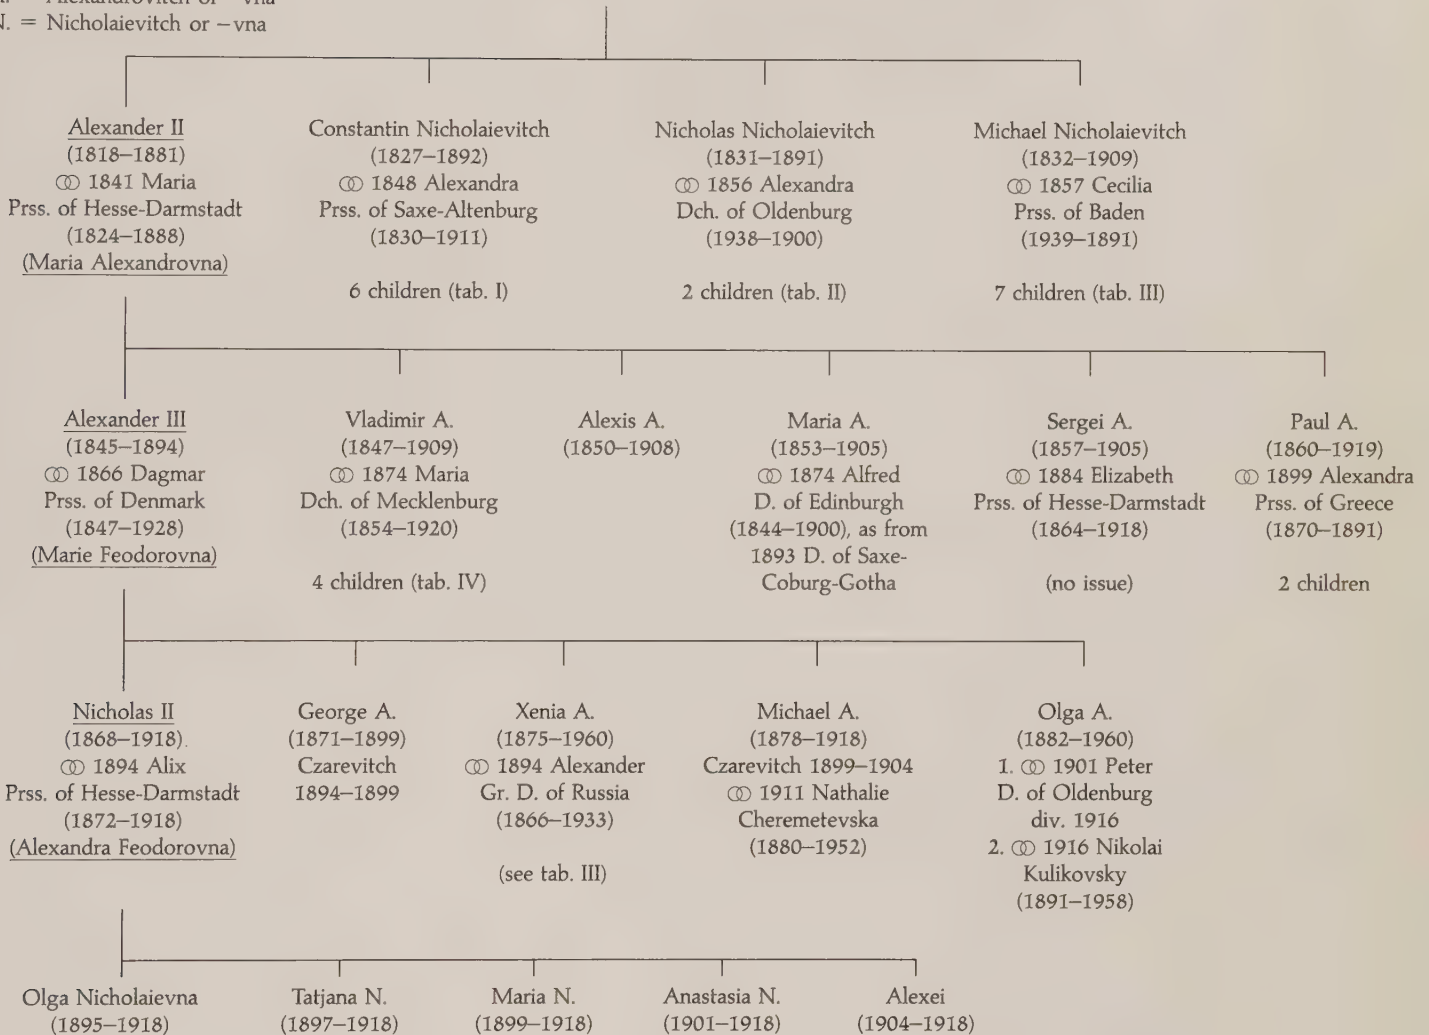 Alexandrovitch or –vna
N. = Nicholaievitch or –vna
Alexander II
(1818–1881)
⚭ 1841 Maria
Prss. of Hesse-Darmstadt
(1824–1888)
(Maria Alexandrovna)
Constantin Nicholaievitch
(1827–1892)
⚭ 1848 Alexandra
Prss. of Saxe-Altenburg
(1830–1911)
6 children (tab. I)
Nicholas Nicholaievitch
(1831–1891)
⚭ 1856 Alexandra
Dch. of Oldenburg
(1938–1900)
2 children (tab. II)
Michael Nicholaievitch
(1832–1909)
⚭ 1857 Cecilia
Prss. of Baden
(1939–1891)
7 children (tab. III)
Alexander III
(1845–1894)
⚭ 1866 Dagmar
Prss. of Denmark
(1847–1928)
(Marie Feodorovna)
Vladimir A.
(1847–1909)
⚭ 1874 Maria
Dch. of Mecklenburg
(1854–1920)
4 children (tab. IV)
Alexis A.
(1850–1908)
Maria A.
(1853–1905)
⚭ 1874 Alfred
D. of Edinburgh
(1844–1900), as from
1893 D. of Saxe-
Coburg-Gotha
Sergei A.
(1857–1905)
⚭ 1884 Elizabeth
Prss. of Hesse-Darmstadt
(1864–1918)
(no issue)
Paul A.
(1860–1919)
⚭ 1899 Alexandra
Prss. of Greece
(1870–1891)
2 children
Nicholas II
(1868–1918)
⚭ 1894 Alix
Prss. of Hesse-Darmstadt
(1872–1918)
(Alexandra Feodorovna)
George A.
(1871–1899)
Czarevitch
1894–1899
Xenia A.
(1875–1960)
⚭ 1894 Alexander
Gr. D. of Russia
(1866–1933)
(see tab. III)
Michael A.
(1878–1918)
Czarevitch 1899–1904
⚭ 1911 Nathalie
Cheremetevska
(1880–1952)
Olga A.
(1882–1960)
1. ⚭ 1901 Peter
D. of Oldenburg
div. 1916
2. ⚭ 1916 Nikolai
Kulikovsky
(1891–1958)
Olga Nicholaievna
(1895–1918)
Tatjana N.
(1897–1918)
Maria N.
(1899–1918)
Anastasia N.
(1901–1918)
Alexei
(1904–1918)